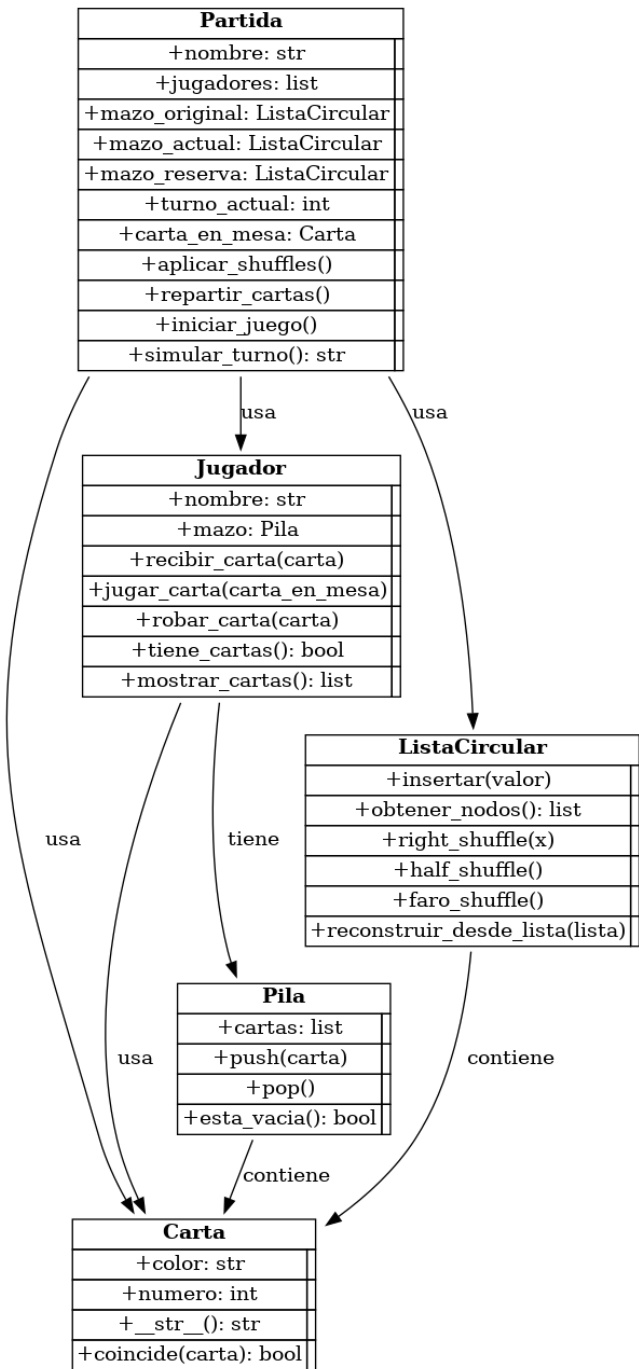 Partida
+nombre: str
+jugadores: list
+mazo_original: ListaCircular
+mazo_actual: ListaCircular
+mazo_reserva: ListaCircular
+turno_actual: int
+carta_en_mesa: Carta
+aplicar_shuffles()
+repartir_cartas()
+iniciar_juego()
+simular_turno(): str
usa
usa
Jugador
+nombre: str
+mazo: Pila
+recibir_carta(carta)
+jugar_carta(carta_en_mesa)
+robar_carta(carta)
+tiene_cartas(): bool
+mostrar_cartas(): list
ListaCircular
+insertar(valor)
+obtener_nodos(): list
+right_shuffle(x)
+half_shuffle()
+faro_shuffle()
+reconstruir_desde_lista(lista)
usa
tiene
Pila
+cartas: list
+push(carta)
+pop()
+esta_vacia(): bool
usa
contiene
contiene
Carta
+color: str
+numero: int
+__str__(): str
+coincide(carta): bool